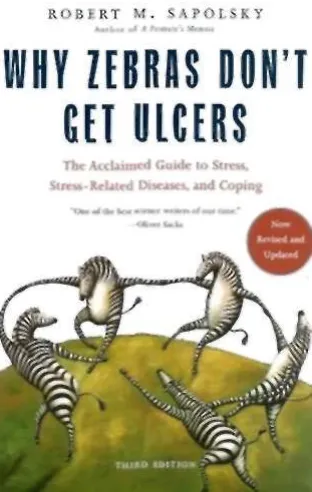 ROBERT M. SAPOLSKY
Author of A Primate's Memoir
WHY ZEBRAS DON'T
GET ULCERS
The Acclaimed Guide to Stress,
Stress-Related Diseases, and Coping
"One of the best science writers of our time."
—Oliver Sacks
Now
Revised and
Updated
THIRD EDITION